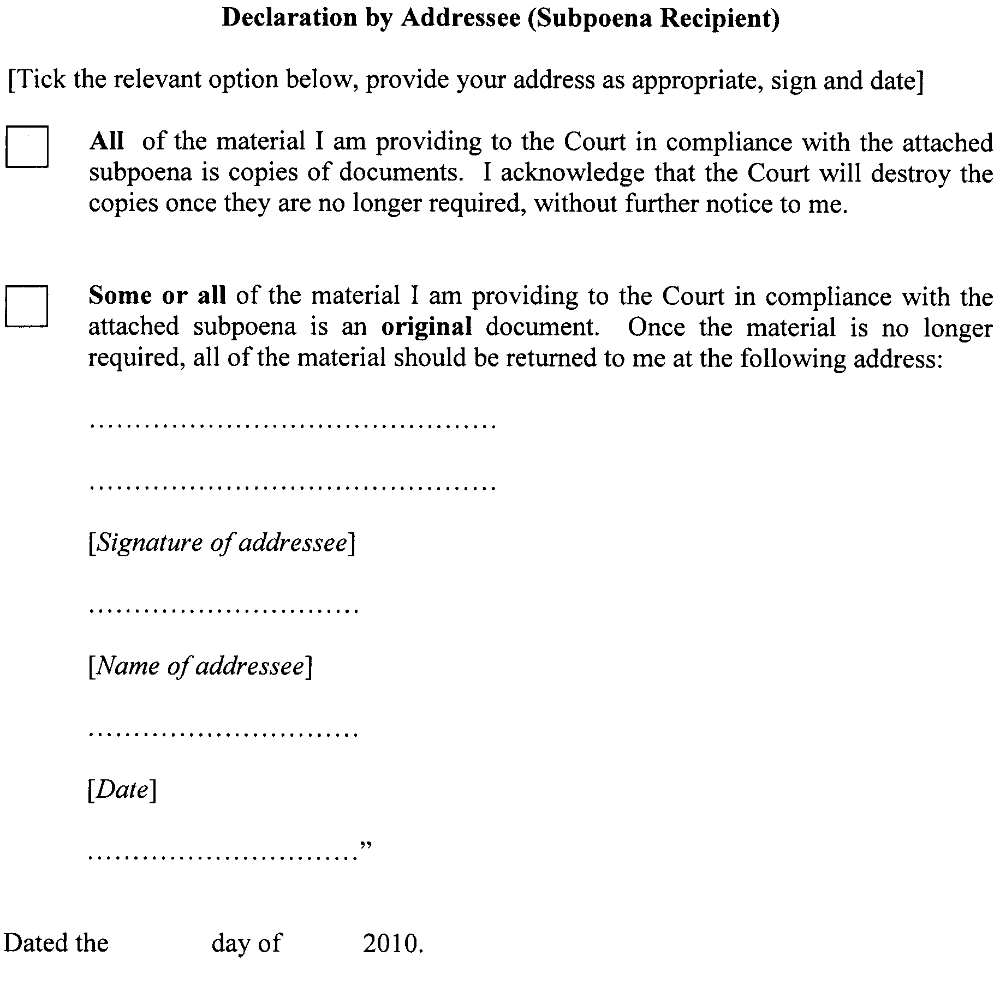 Declaration by Addressee (Subpoena Recipient)
[Tick the relevant option below, provide your address as appropriate, sign and date]
All of the material I am providing to the Court in compliance with the attached
subpoena is copies of documents. I acknowledge that the Court will destroy the
copies once they are no longer required, without further notice to me.
Some or all of the material I am providing to the Court in compliance with the
attached subpoena is an original document. Once the material is no longer
required, all of the material should be returned to me at the following address:
.............................................
.............................................
[Signature of addressee]
..............................
[Name of addressee]
..............................
[Date]
..............................”
Dated the day of 2010.